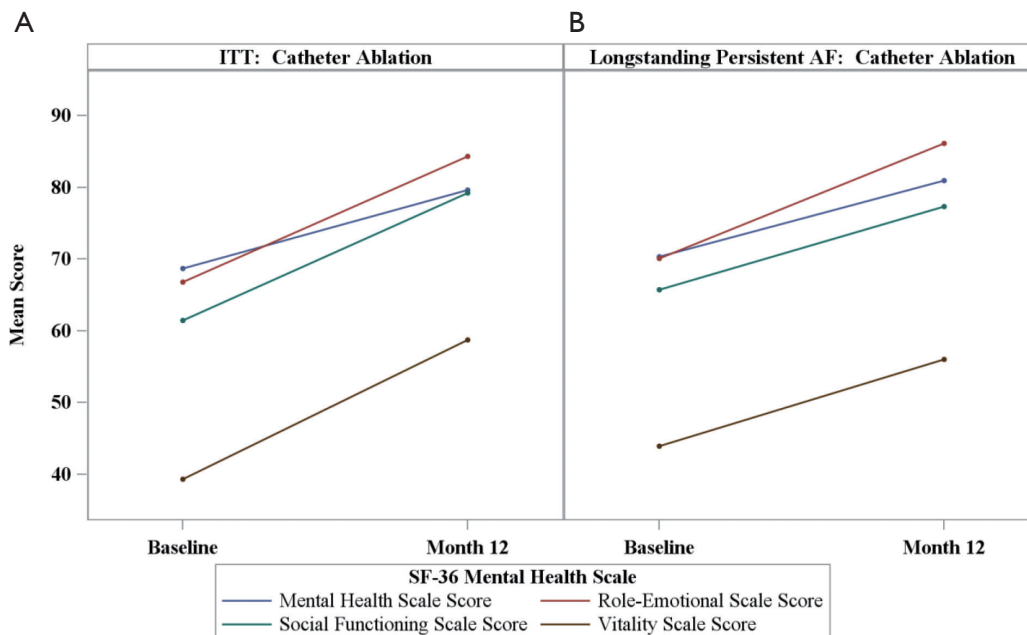 A
B
ITT: Catheter Ablation
Longstanding Persistent AF: Catheter Ablation
90
80
70
60
50
40
Mean Score
Baseline
Month 12
Baseline
Month 12
SF-36 Mental Health Scale
Mental Health Scale Score
Role-Emotional Scale Score
Social Functioning Scale Score
Vitality Scale Score